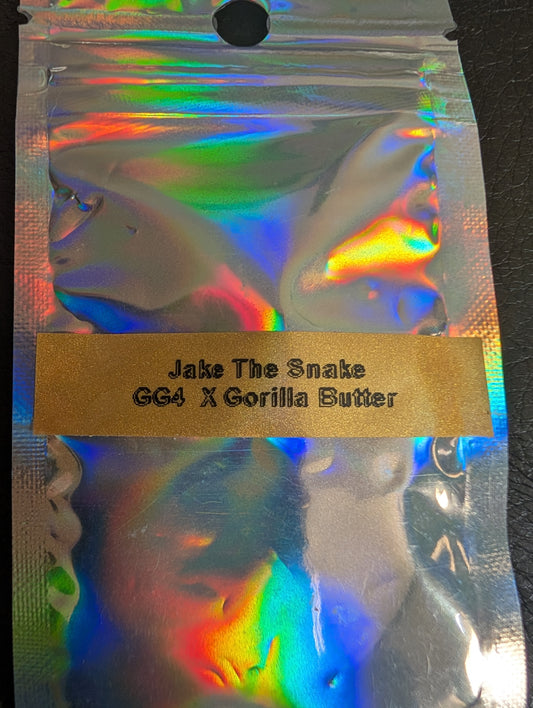 Jake The Snake
GG4 X Gorilla Butter